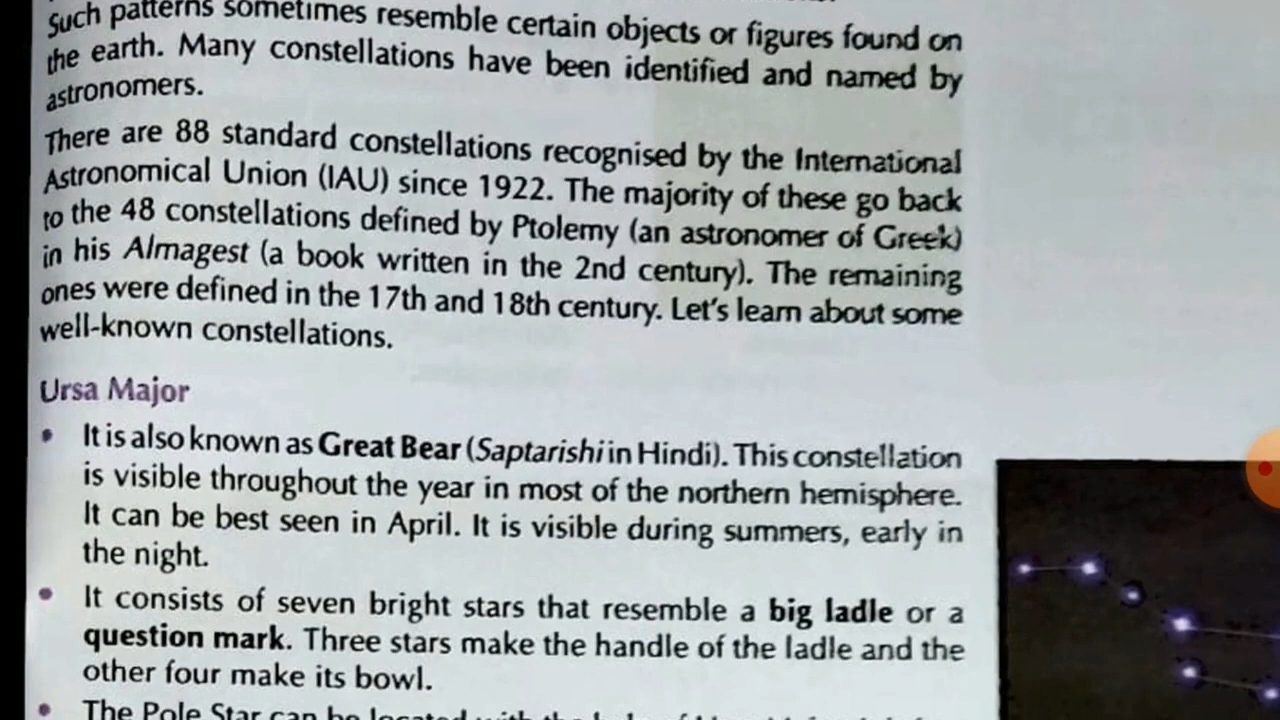 Such patterns sometimes resemble certain objects or figures found on
the earth. Many constellations have been identified and named by
astronomers.
There are 88 standard constellations recognised by the International
Astronomical Union (IAU) since 1922. The majority of these go back
to the 48 constellations defined by Ptolemy (an astronomer of Greek)
in his Almagest (a book written in the 2nd century). The remaining
ones were defined in the 17th and 18th century. Let's learn about some
well-known constellations.
Ursa Major
• It is also known as Great Bear (Saptarishi in Hindi). This constellation
is visible throughout the year in most of the northern hemisphere.
It can be best seen in April. It is visible during summers, early in
the night.
• It consists of seven bright stars that resemble a big ladle or a
question mark. Three stars make the handle of the ladle and the
other four make its bowl.
• The Pole Star can be located with the help of